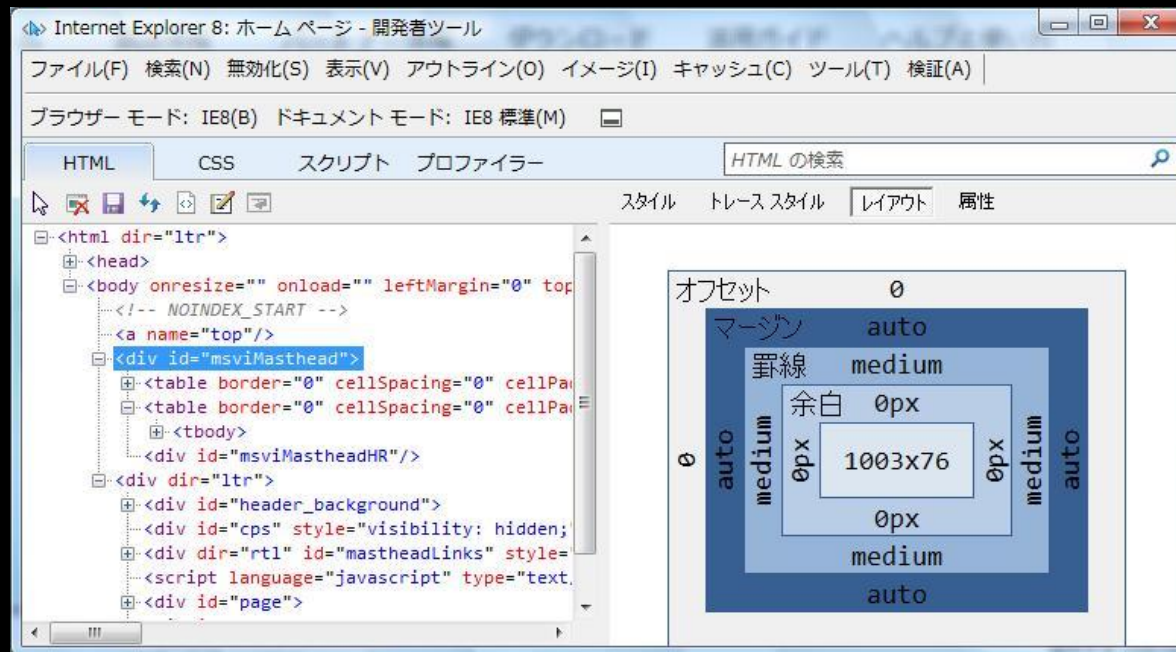 Internet Explorer 8: ホーム ページ - 開発者ツール
ファイル(F) 検索(N) 無効化(S) 表示(V) アウトライン(O) イメージ(I) キャッシュ(C) ツール(T) 検証(A)
ブラウザー モード: IE8(B) ドキュメント モード: IE8 標準(M)
HTML CSS スクリプト プロファイラー HTML の検索
スタイル トレース スタイル レイアウト 属性
<html dir="ltr">
<head>
<body onresize="" onload="" leftMargin="0" top
<!-- NOINDEX_START -->
<a name="top"/>
<div id="msviMasthead">
<table border="0" cellSpacing="0" cellPad
<table border="0" cellSpacing="0" cellPad
<tbody>
<div id="msviMastheadHR"/>
<div dir="ltr">
<div id="header_background">
<div id="cps" style="visibility: hidden;"
<div dir="rtl" id="mastheadLinks" style="
<script language="javascript" type="text/
<div id="page">
オフセット 0
マージン auto
罫線 medium
余白 0px
0 auto medium 0px 1003x76 0px medium auto
0px
medium
auto